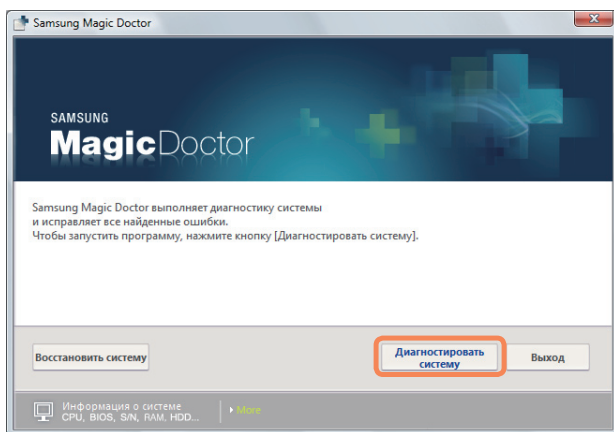 Samsung Magic Doctor
SAMSUNG
MagicDoctor
Samsung Magic Doctor выполняет диагностику системы
и исправляет все найденные ошибки.
Чтобы запустить программу, нажмите кнопку [Диагностировать систему].
Восстановить систему
Диагностировать
систему
Выход
Информация о системе
CPU, BIOS, S/N, RAM, HDD...
More